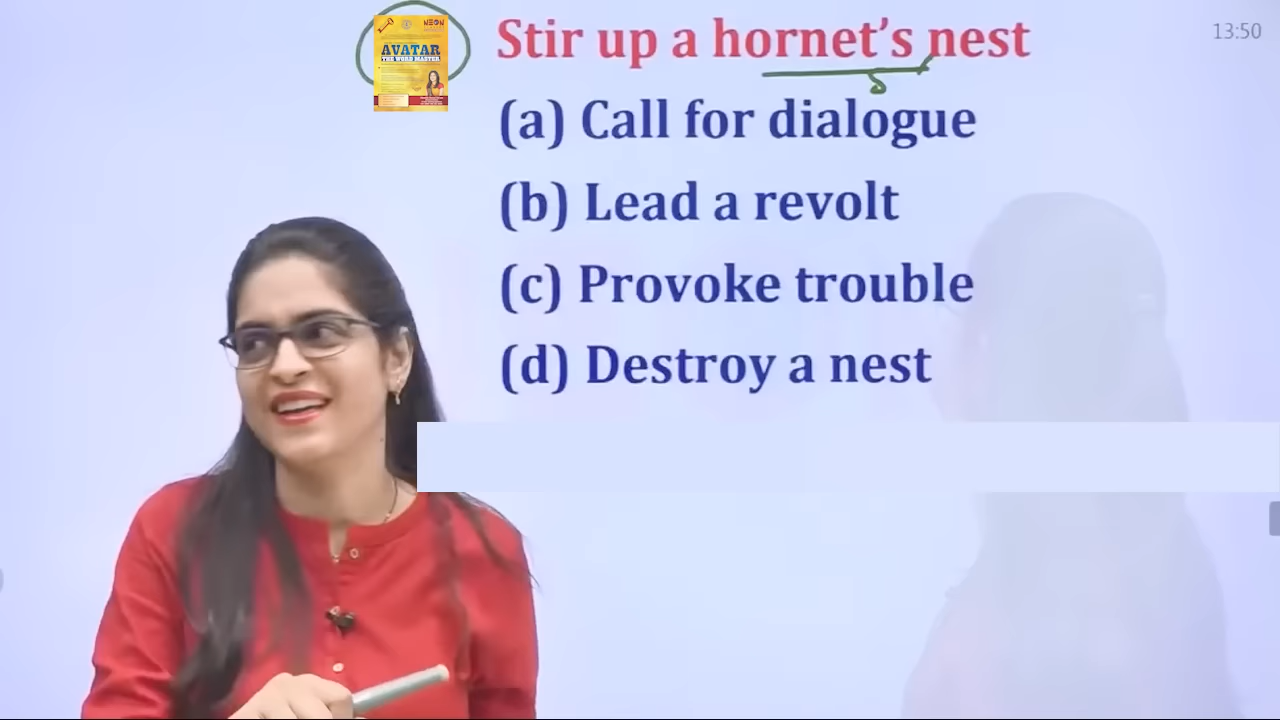 NEON
AVATAR
THE WORD MASTER
Stir up a hornet’s nest
13:50
(a) Call for dialogue
(b) Lead a revolt
(c) Provoke trouble
(d) Destroy a nest